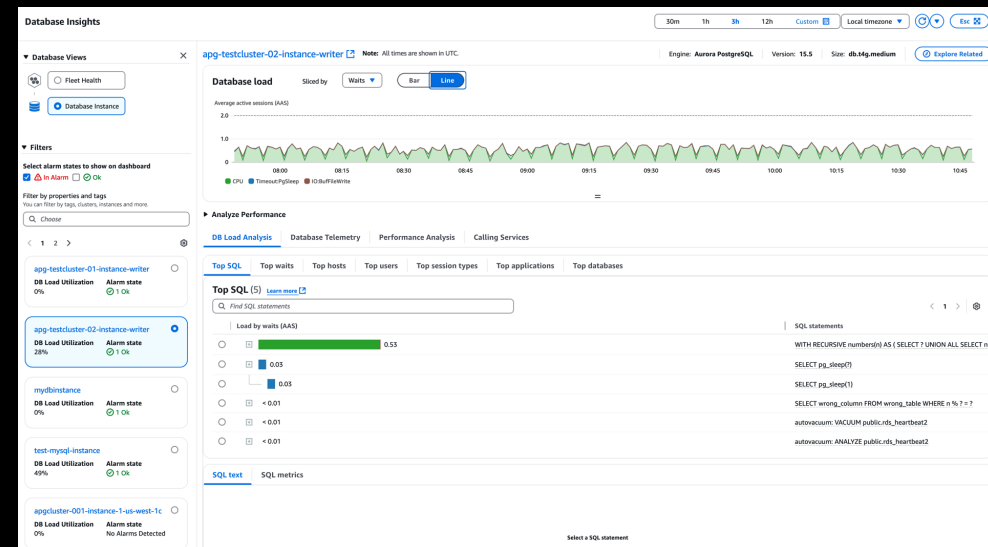 Database Insights
30m 1h 3h 12h Custom Local timezone Esc
Database Views
Fleet Health
Database Instance
Filters
Select alarm states to show on dashboard
In Alarm Ok
Filter by properties and tags
You can filter by tags, clusters, instances and more.
Choose
1 2
apg-testcluster-01-instance-writer
DB Load Utilization Alarm state
0% 1 Ok
apg-testcluster-02-instance-writer
DB Load Utilization Alarm state
28% 1 Ok
mydbinstance
DB Load Utilization Alarm state
0% 1 Ok
test-mysql-instance
DB Load Utilization Alarm state
49% 1 Ok
apgcluster-001-instance-1-us-west-1c
DB Load Utilization Alarm state
0% No Alarms Detected
apg-testcluster-02-instance-writer Note: All times are shown in UTC.
Engine: Aurora PostgreSQL Version: 15.5 Size: db.t4g.medium Explore Related
Database load Sliced by Waits Bar Line
Average active sessions (AAS)
2.0
1.0
0
08:00 08:15 08:30 08:45 09:00 09:15 09:30 09:45 10:00 10:15 10:30 10:45
CPU Timeout:PgSleep IO:BufFileWrite
Analyze Performance
DB Load Analysis Database Telemetry Performance Analysis Calling Services
Top SQL Top waits Top hosts Top users Top session types Top applications Top databases
Top SQL (5) Learn more
Find SQL statements
1
Load by waits (AAS) SQL statements
0.53 WITH RECURSIVE numbers(n) AS ( SELECT ? UNION ALL SELECT n
0.03 SELECT pg_sleep(?)
0.03 SELECT pg_sleep(1)
< 0.01 SELECT wrong_column FROM wrong_table WHERE n % ? = ?
< 0.01 autovacuum: VACUUM public.rds_heartbeat2
< 0.01 autovacuum: ANALYZE public.rds_heartbeat2
SQL text SQL metrics
Select a SQL statement